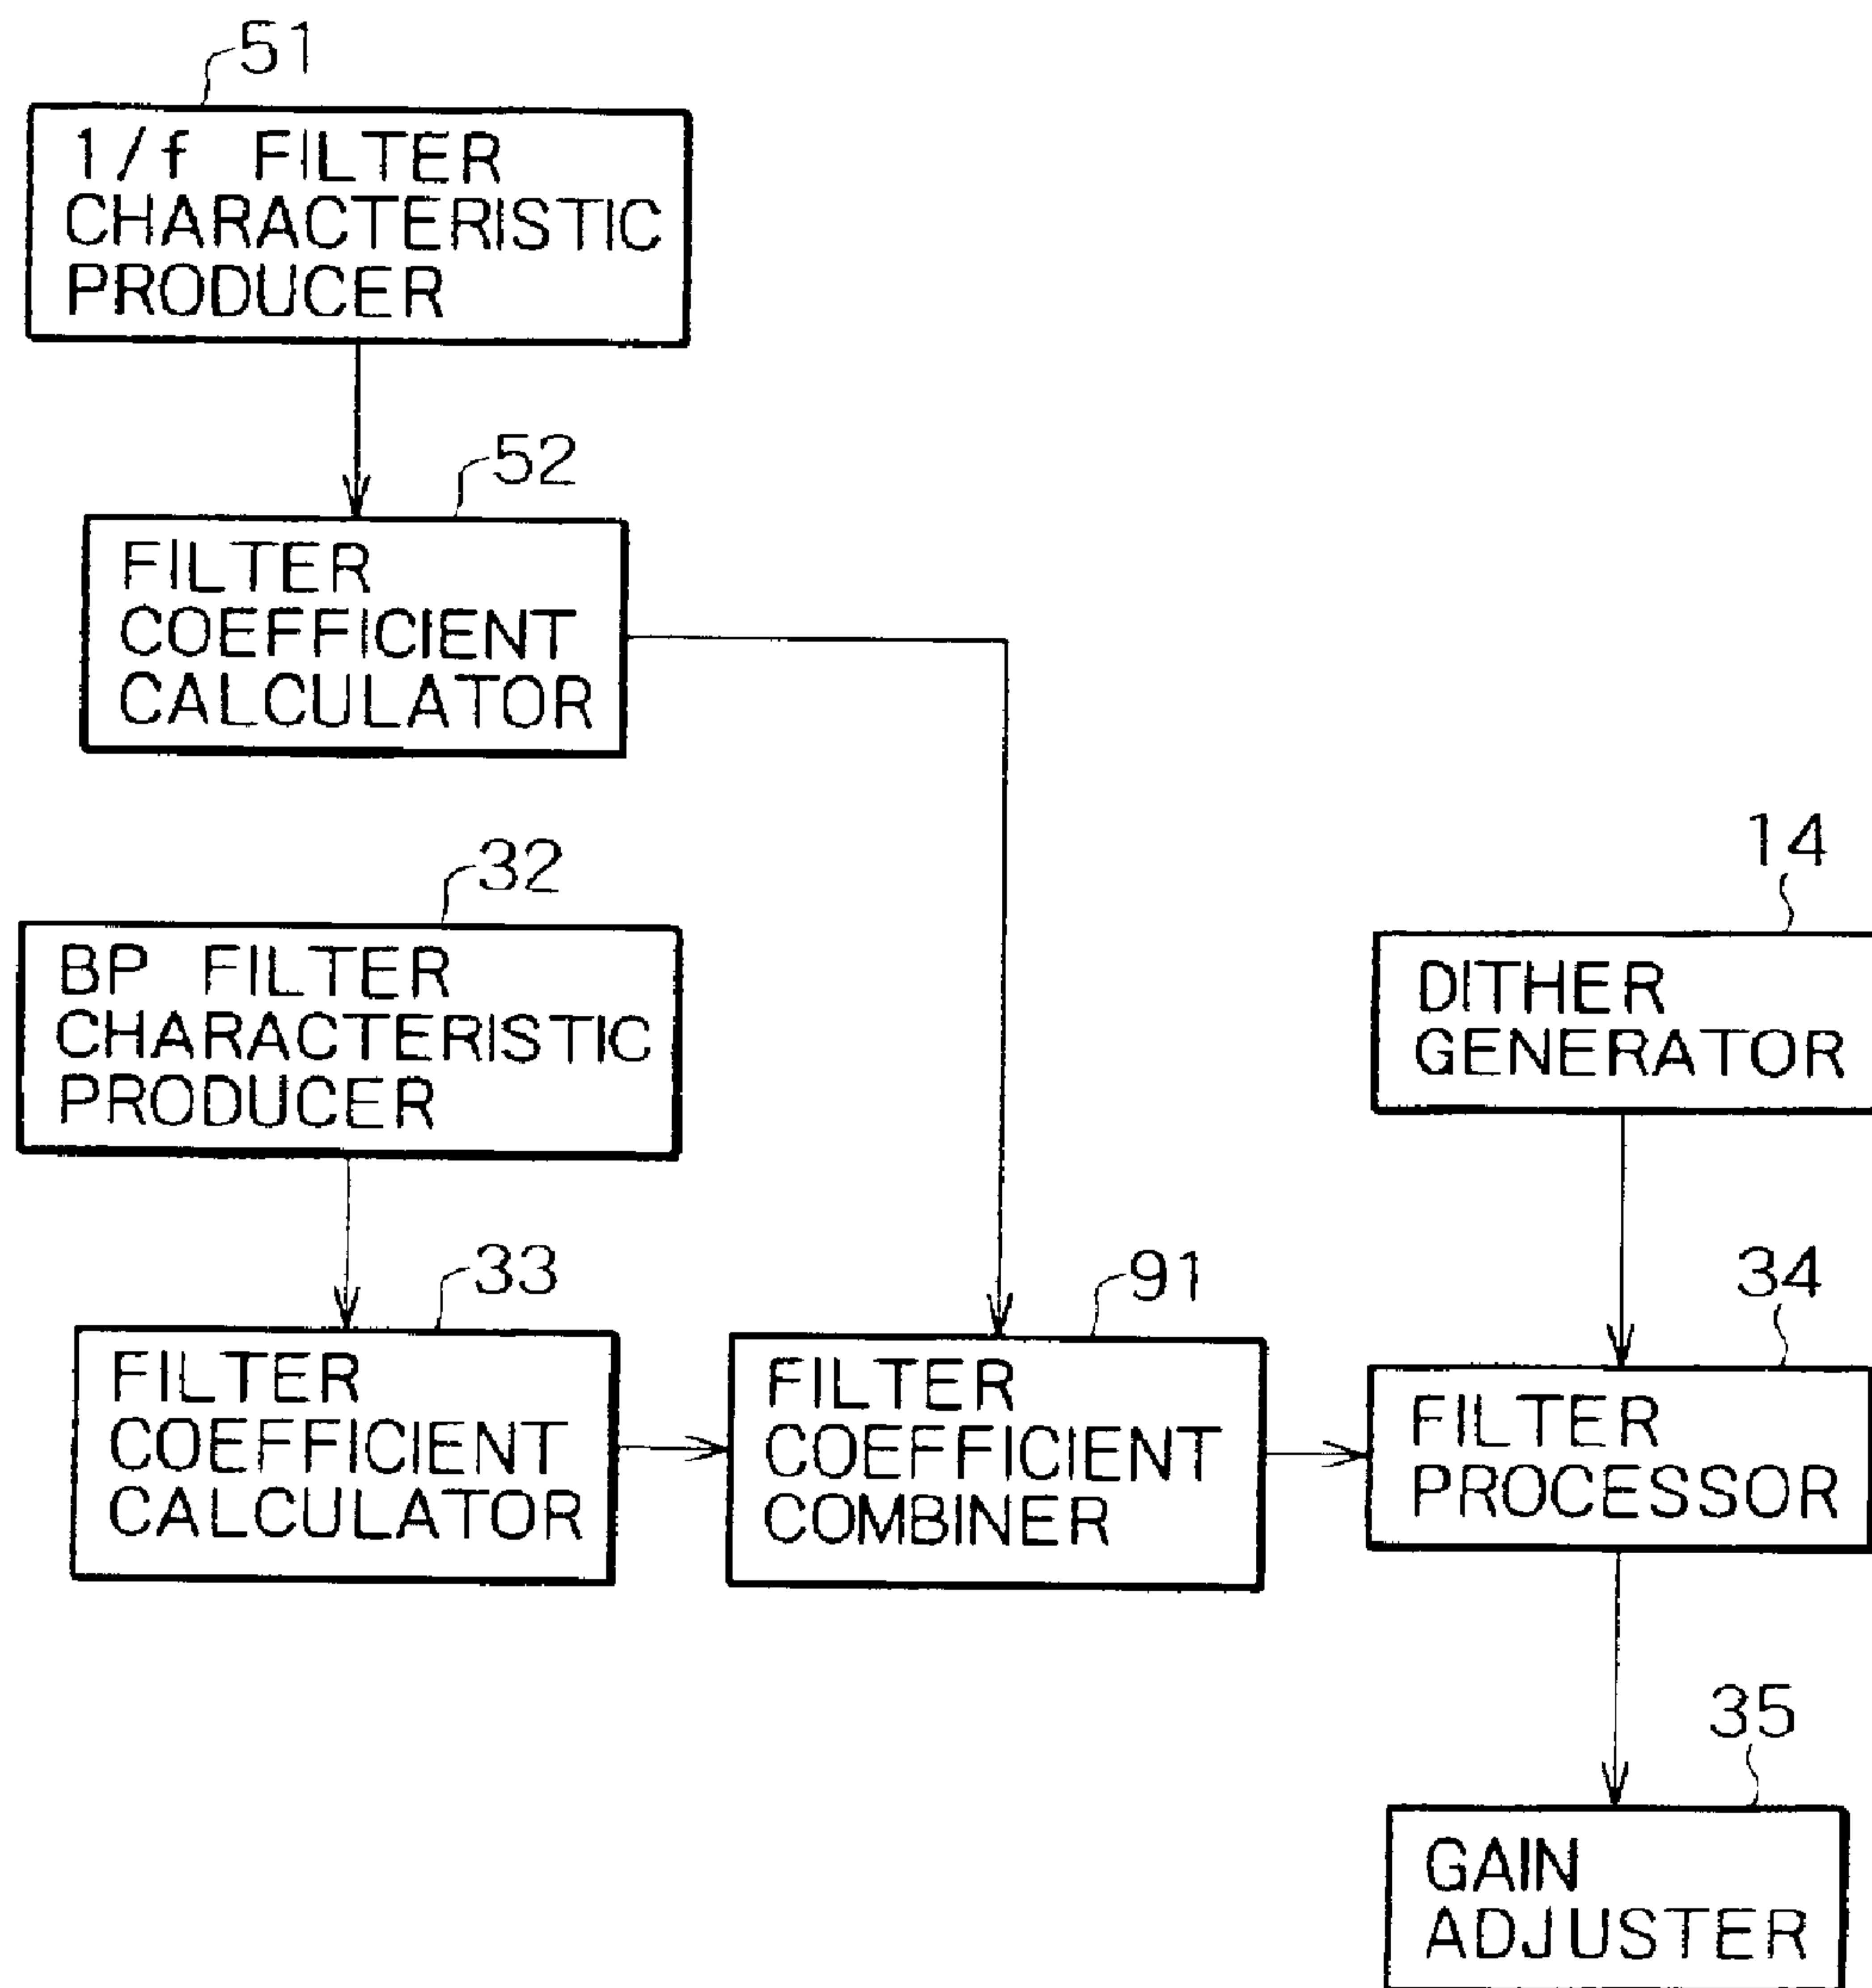 51
1/f FILTER
CHARACTERISTIC
PRODUCER
52
FILTER
COEFFICIENT
CALCULATOR
32
BP FILTER
CHARACTERISTIC
PRODUCER
14
DITHER
GENERATOR
33
FILTER
COEFFICIENT
CALCULATOR
91
FILTER
COEFFICIENT
COMBINER
34
FILTER
PROCESSOR
35
GAIN
ADJUSTER